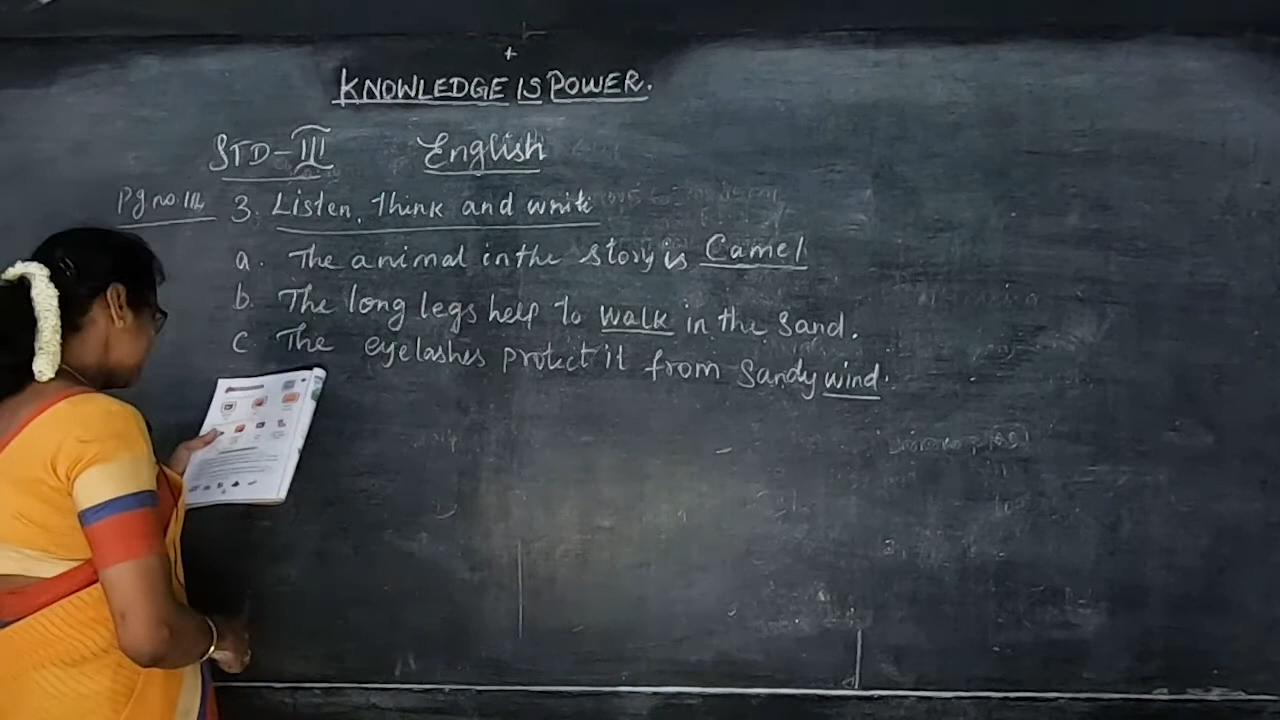 KNOWLEDGE IS POWER.
STD-III English
Pg no. 114 3. Listen, Think and write
a. The animal in the story is Camel
b. The long legs help to walk in the sand.
c. The eyelashes protect it from Sandy wind.